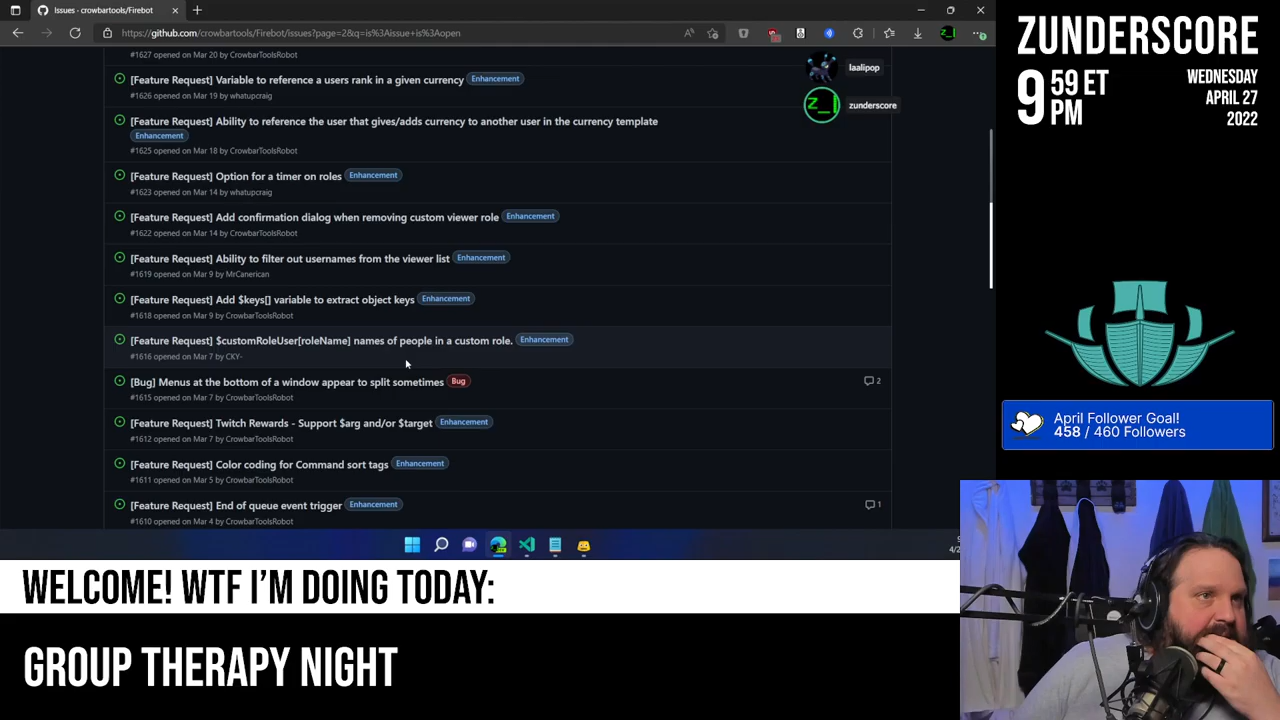 Issues · crowbartools/Firebot
https://github.com/crowbartools/Firebot/issues?page=2&q=is%3Aissue+is%3Aopen
#1627 opened on Mar 20 by CrowbarToolsRobot
[Feature Request] Variable to reference a users rank in a given currency Enhancement
#1626 opened on Mar 19 by whatupcraig
[Feature Request] Ability to reference the user that gives/adds currency to another user in the currency template
Enhancement
#1625 opened on Mar 18 by CrowbarToolsRobot
[Feature Request] Option for a timer on roles Enhancement
#1623 opened on Mar 14 by whatupcraig
[Feature Request] Add confirmation dialog when removing custom viewer role Enhancement
#1622 opened on Mar 14 by CrowbarToolsRobot
[Feature Request] Ability to filter out usernames from the viewer list Enhancement
#1619 opened on Mar 9 by MrCanerican
[Feature Request] Add $keys[] variable to extract object keys Enhancement
#1618 opened on Mar 9 by CrowbarToolsRobot
[Feature Request] $customRoleUser[roleName] names of people in a custom role. Enhancement
#1616 opened on Mar 7 by CKY-
[Bug] Menus at the bottom of a window appear to split sometimes Bug 2
#1615 opened on Mar 7 by CrowbarToolsRobot
[Feature Request] Twitch Rewards - Support $arg and/or $target Enhancement
#1612 opened on Mar 7 by CrowbarToolsRobot
[Feature Request] Color coding for Command sort tags Enhancement
#1611 opened on Mar 5 by CrowbarToolsRobot
[Feature Request] End of queue event trigger Enhancement 1
#1610 opened on Mar 4 by CrowbarToolsRobot
laalipop
z_
zunderscore
ZUNDERSCORE
9 59 ET
PM
WEDNESDAY
APRIL 27
2022
April Follower Goal!
458 / 460 Followers
WELCOME! WTF I'M DOING TODAY:
GROUP THERAPY NIGHT